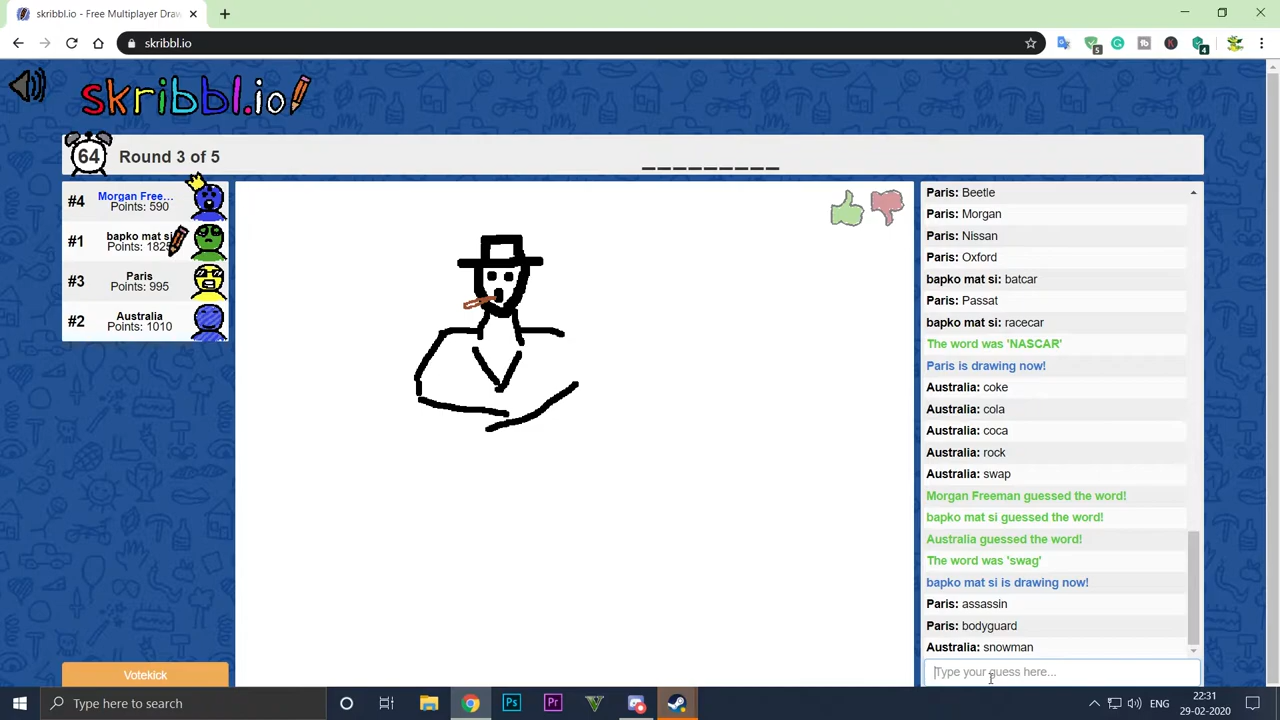 skribbl.io - Free Multiplayer Draw
skribbl.io
5
K
4
skribbl.io
64
Round 3 of 5
_________
#4
Morgan Free...
Points: 590
#1
bapko mat si
Points: 1825
#3
Paris
Points: 995
#2
Australia
Points: 1010
Votekick
Paris: Beetle
Paris: Morgan
Paris: Nissan
Paris: Oxford
bapko mat si: batcar
Paris: Passat
bapko mat si: racecar
The word was 'NASCAR'
Paris is drawing now!
Australia: coke
Australia: cola
Australia: coca
Australia: rock
Australia: swap
Morgan Freeman guessed the word!
bapko mat si guessed the word!
Australia guessed the word!
The word was 'swag'
bapko mat si is drawing now!
Paris: assassin
Paris: bodyguard
Australia: snowman
Type your guess here...
Type here to search
Ps
Pr
V
ENG
22:31
29-02-2020